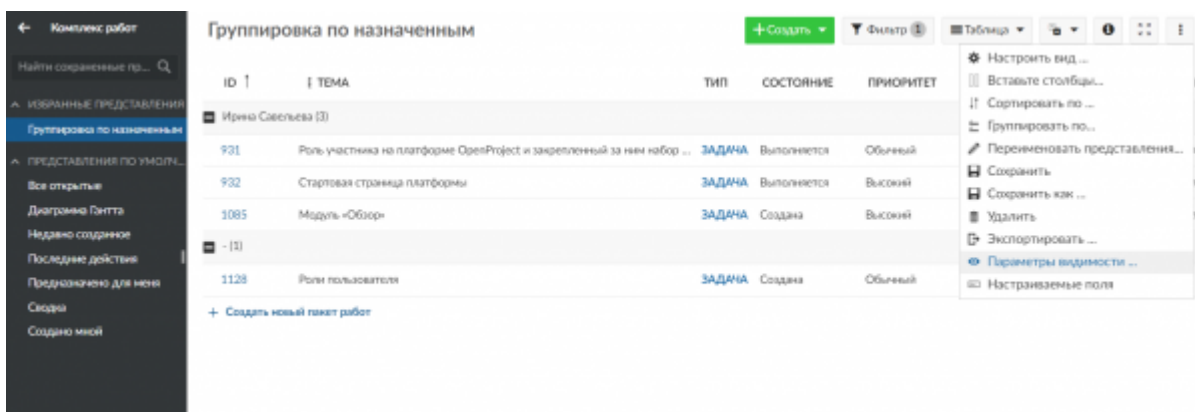 Комплекс работ
Найти сохраненные пр...
ИЗБРАННЫЕ ПРЕДСТАВЛЕНИЯ
Группировка по назначенным
ПРЕДСТАВЛЕНИЯ ПО УМОЛЧ...
Все открытые
Диаграмма Гантта
Недавно созданное
Последние действия
Предназначено для меня
Сводка
Создано мной
Группировка по назначенным
+ Создать Фильтр 1 Таблица
ID ТЕМА ТИП СОСТОЯНИЕ ПРИОРИТЕТ
Ирина Савельева (3)
931 Роль участника на платформе OpenProject и закрепленный за ним набор ... ЗАДАЧА Выполняется Обычный
932 Стартовая страница платформы ЗАДАЧА Выполняется Высокий
1085 Модуль «Обзор» ЗАДАЧА Создана Высокий
- (1)
1128 Роли пользователя ЗАДАЧА Создана Обычный
+ Создать новый пакет работ
Настроить вид ...
Вставьте столбцы...
Сортировать по ...
Группировать по...
Переименовать представления...
Сохранить
Сохранить как ...
Удалить
Экспортировать ...
Параметры видимости ...
Настраиваемые поля